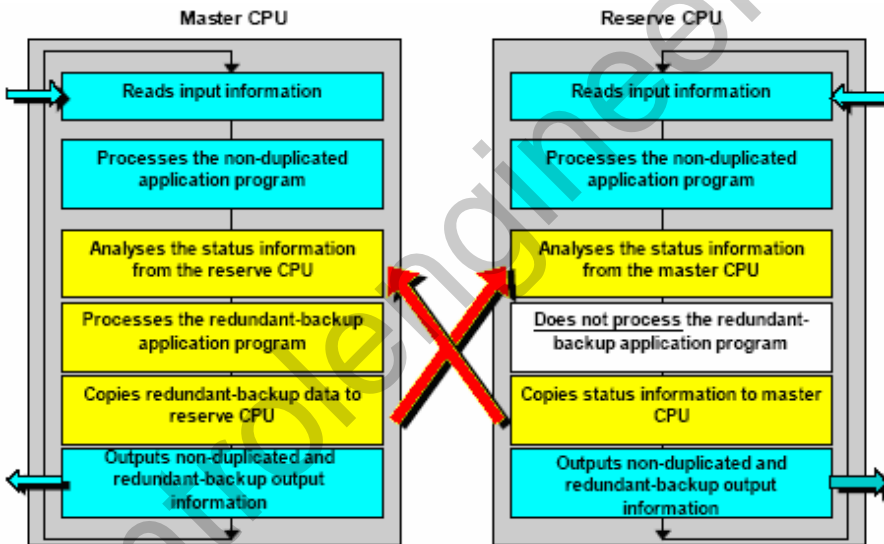 Master CPU
Reads input information
Processes the non-duplicated
application program
Analyses the status information
from the reserve CPU
Processes the redundant-backup
application program
Copies redundant-backup data to
reserve CPU
Outputs non-duplicated and
redundant-backup output
information
Reserve CPU
Reads input information
Processes the non-duplicated
application program
Analyses the status information
from the master CPU
Does not process the redundant-
backup application program
Copies status information to master
CPU
Outputs non-duplicated and
redundant-backup output
information